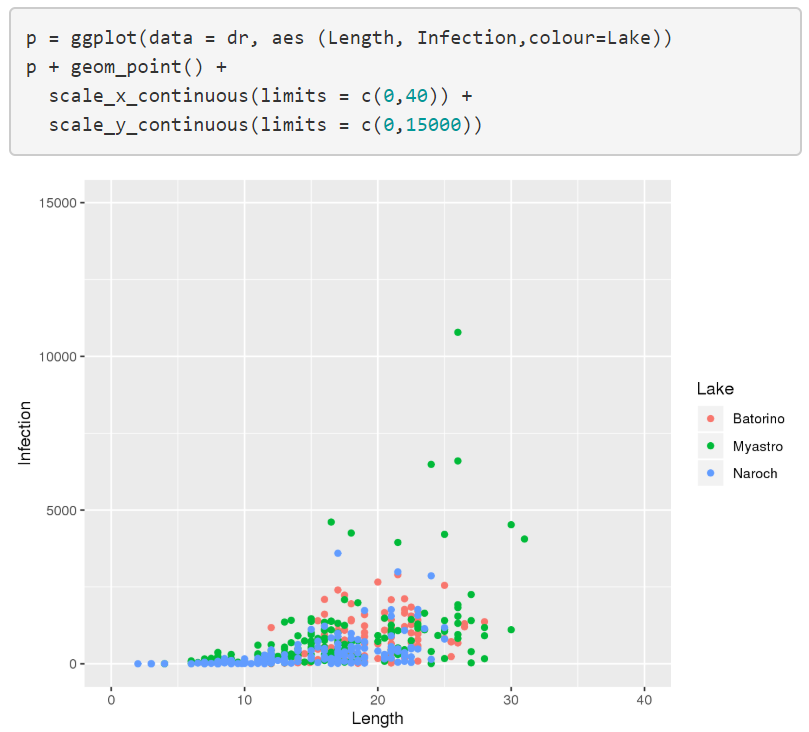 p = ggplot(data = dr, aes (Length, Infection,colour=Lake))
p + geom_point() +
  scale_x_continuous(limits = c(0,40)) +
  scale_y_continuous(limits = c(0,15000))
15000
10000
5000
0
Infection
0 10 20 30 40
Length
Lake
Batorino
Myastro
Naroch